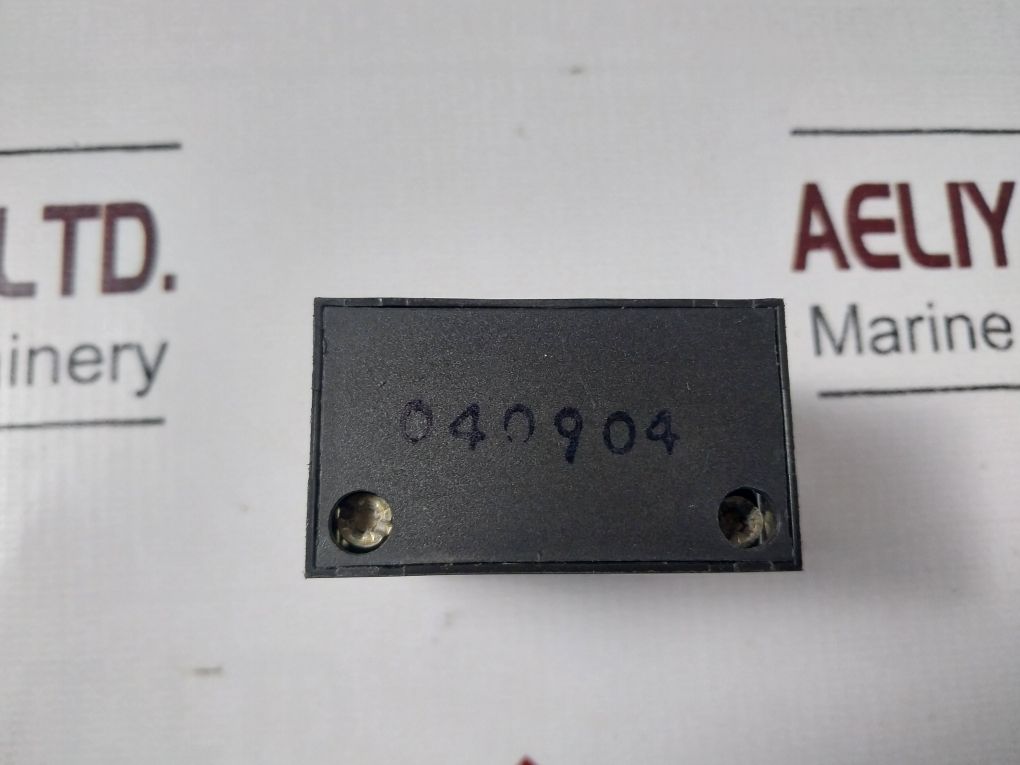 LTD.
inery
AELIY
Marine
040904